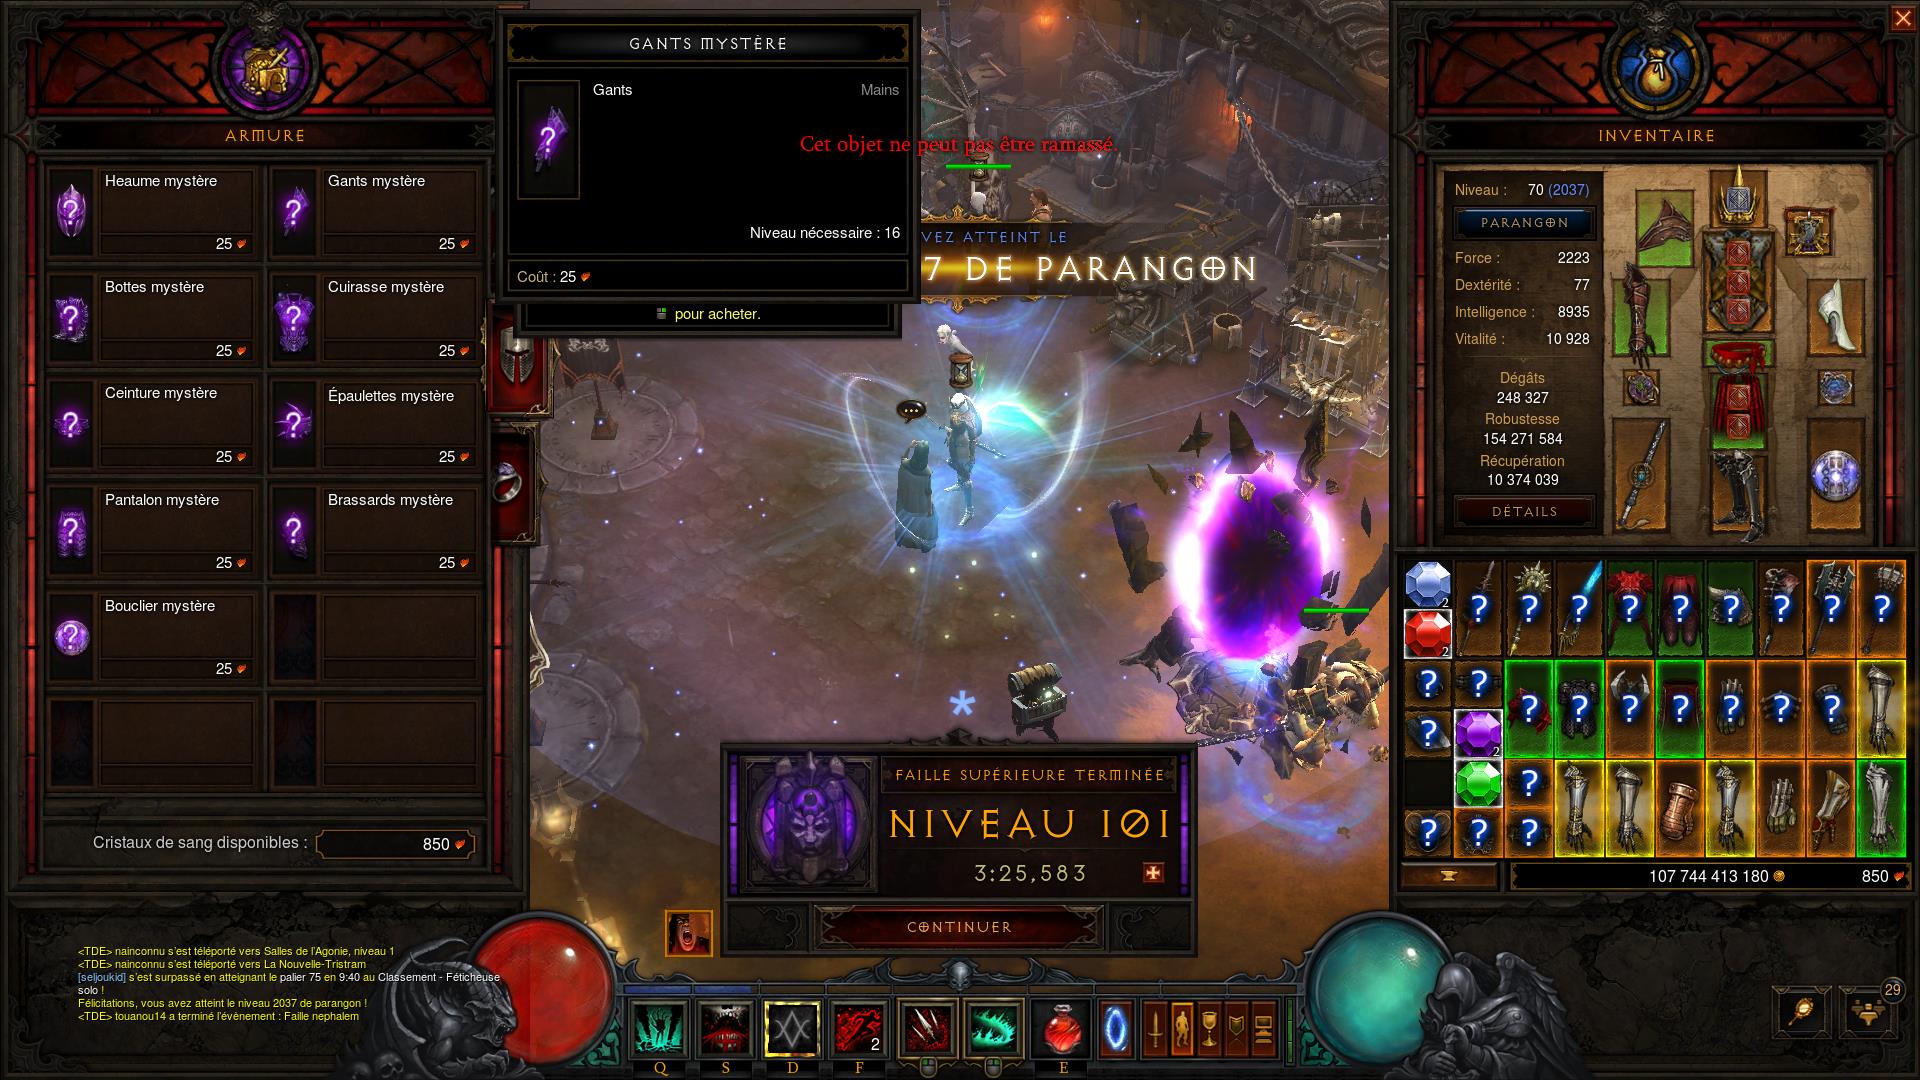 ARMURE
Heaume mystère
25
Gants mystère
25
Bottes mystère
25
Cuirasse mystère
25
Ceinture mystère
25
Épaulettes mystère
25
Pantalon mystère
25
Brassards mystère
25
Bouclier mystère
25
Cristaux de sang disponibles :
850
GANTS MYSTÈRE
Gants
Mains
Niveau nécessaire : 16
Coût : 25
pour acheter.
Cet objet ne peut pas être ramassé.
VEZ ATTEINT LE
7 DE PARANGON
FAILLE SUPÉRIEURE TERMINÉE
NIVEAU 101
3:25,583
CONTINUER
INVENTAIRE
Niveau : 70 (2037)
PARANGON
Force : 2223
Dextérité : 77
Intelligence : 8935
Vitalité : 10 928
Dégâts
248 327
Robustesse
154 271 584
Récupération
10 374 039
DÉTAILS
2
2
2
107 744 413 180
850
<TDE> nainconnu s'est téléporté vers Salles de l'Agonie, niveau 1
<TDE> nainconnu s'est téléporté vers La Nouvelle-Tristram
[seljoukid] s'est surpassé en atteignant le palier 75 en 9:40 au Classement - Féticheuse
solo !
Félicitations, vous avez atteint le niveau 2037 de parangon !
<TDE> touanou14 a terminé l'évènement : Faille nephalem
2
Q
S
D
F
E
29